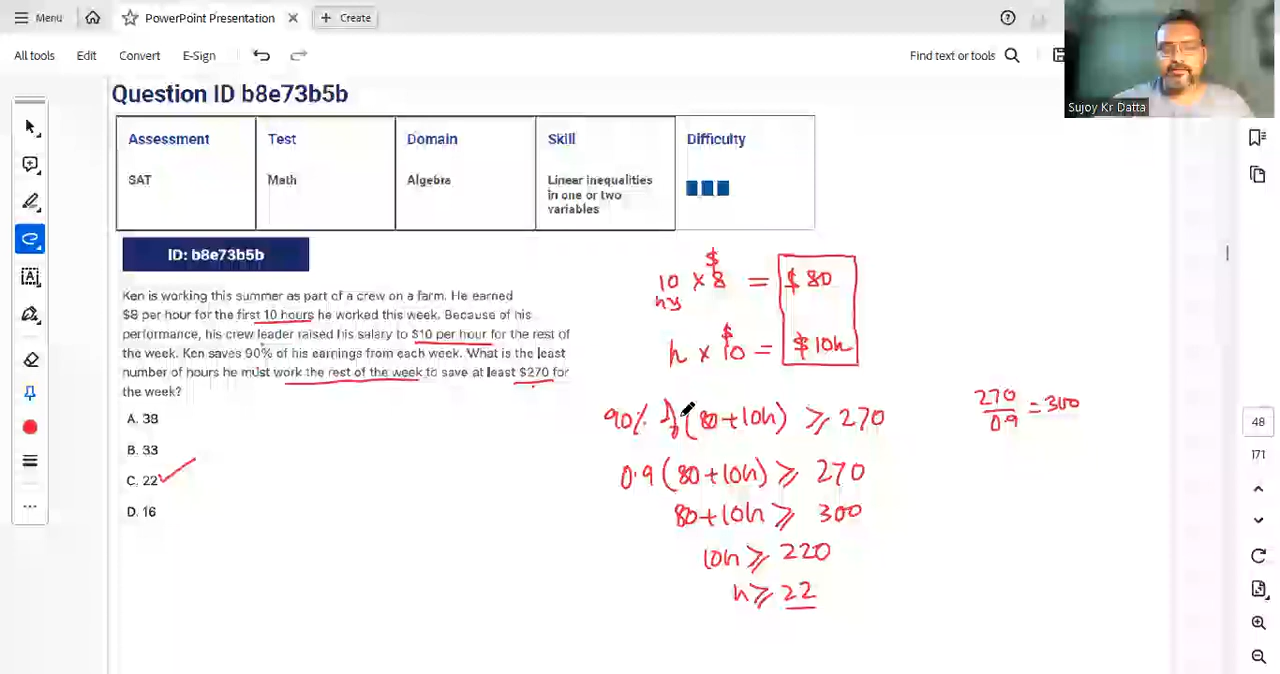 Menu
PowerPoint Presentation
Create
All tools
Edit
Convert
E-Sign
Find text or tools
Sujoy Kr Datta
Question ID b8e73b5b
Assessment Test Domain Skill Difficulty
SAT Math Algebra Linear inequalities
in one or two
variables
ID: b8e73b5b
Ken is working this summer as part of a crew on a farm. He earned
$8 per hour for the first 10 hours he worked this week. Because of his
performance, his crew leader raised his salary to $10 per hour for the rest of
the week. Ken saves 90% of his earnings from each week. What is the least
number of hours he must work the rest of the week to save at least $270 for
the week?
A. 38
B. 33
C. 22
D. 16
10 × $8 = $80
h × $10 = $10h
90% of (80+10h) ≥ 270
0.9 (80+10h) ≥ 270
80+10h ≥ 300
10h ≥ 220
h ≥ 22
270
0.9 = 300
48
171